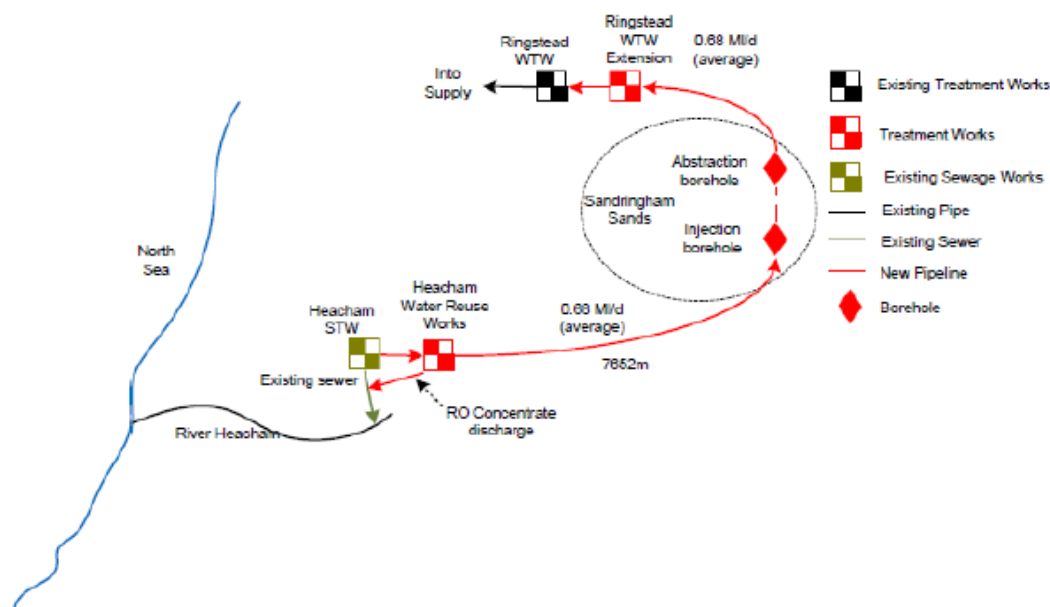 Ringstead
WTW
Extension
0.68 Ml/d
(average)
Ringstead
WTW
Into
Supply
Existing Treatment Works
Treatment Works
Existing Sewage Works
Existing Pipe
Existing Sewer
New Pipeline
Borehole
Abstraction
borehole
Sandringham
Sands
Injection
borehole
North
Sea
Heacham
STW
Heacham
Water Reuse
Works
0.68 Ml/d
(average)
7652m
Existing sewer
RO Concentrate
discharge
River Heacham